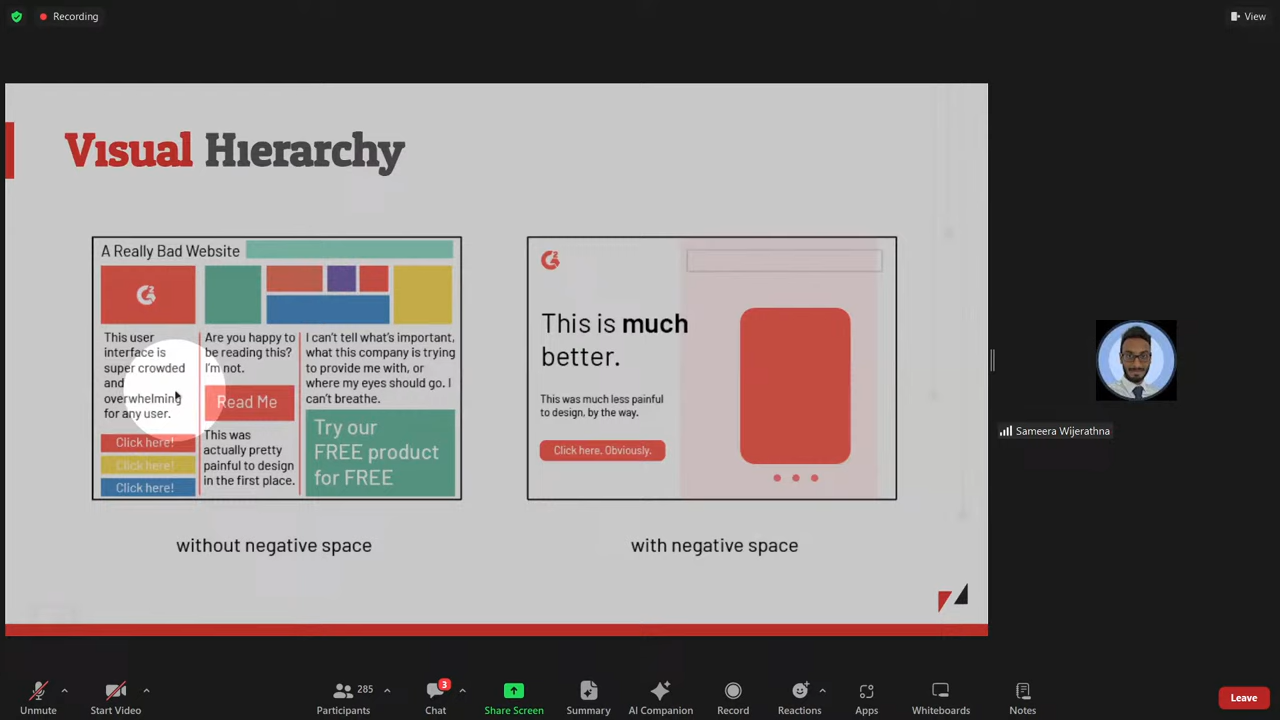 Recording
View
Visual Hierarchy
A Really Bad Website
This user
interface is
super crowded
and
overwhelming
for any user.
Click here!
Click here!
Click here!
Are you happy to
be reading this?
I'm not.
Read Me
This was
actually pretty
painful to design
in the first place.
I can't tell what's important,
what this company is trying
to provide me with, or
where my eyes should go. I
can't breathe.
Try our
FREE product
for FREE
without negative space
This is much
better.
This was much less painful
to design, by the way.
Click here. Obviously.
with negative space
Sameera Wijerathna
Unmute
Start Video
285
Participants
3
Chat
Share Screen
Summary
AI Companion
Record
Reactions
Apps
Whiteboards
Notes
Leave